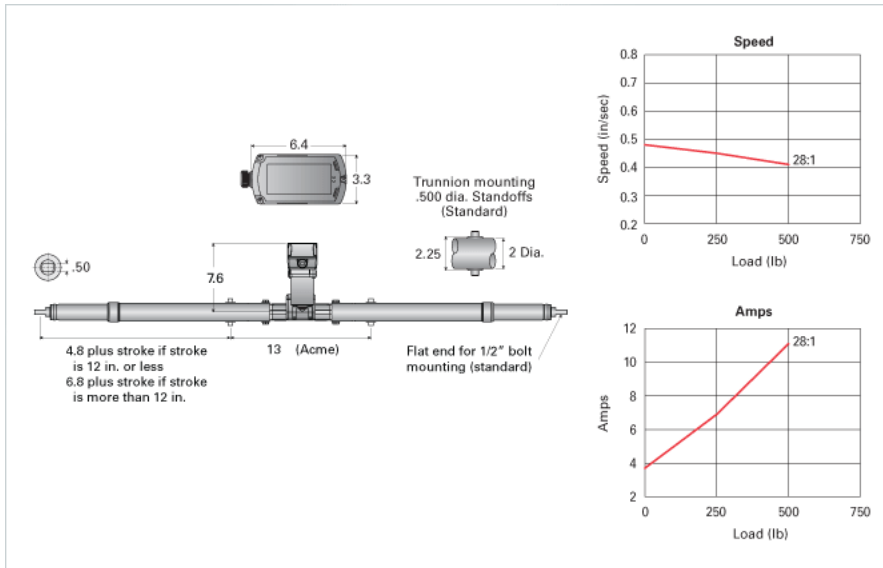 6.4
3.3
Trunnion mounting
.500 dia. Standoffs
(Standard)
2.25
2 Dia.
.50
7.6
4.8 plus stroke if stroke
is 12 in. or less
6.8 plus stroke if stroke
is more than 12 in.
13 (Acme)
Flat end for 1/2" bolt
mounting (standard)
Speed
0.8
0.7
0.6
0.5
0.4
0.3
0.2
Speed (in/sec)
28:1
0 250 500 750
Load (lb)
Amps
12
10
8
6
4
2
Amps
28:1
0 250 500 750
Load (lb)